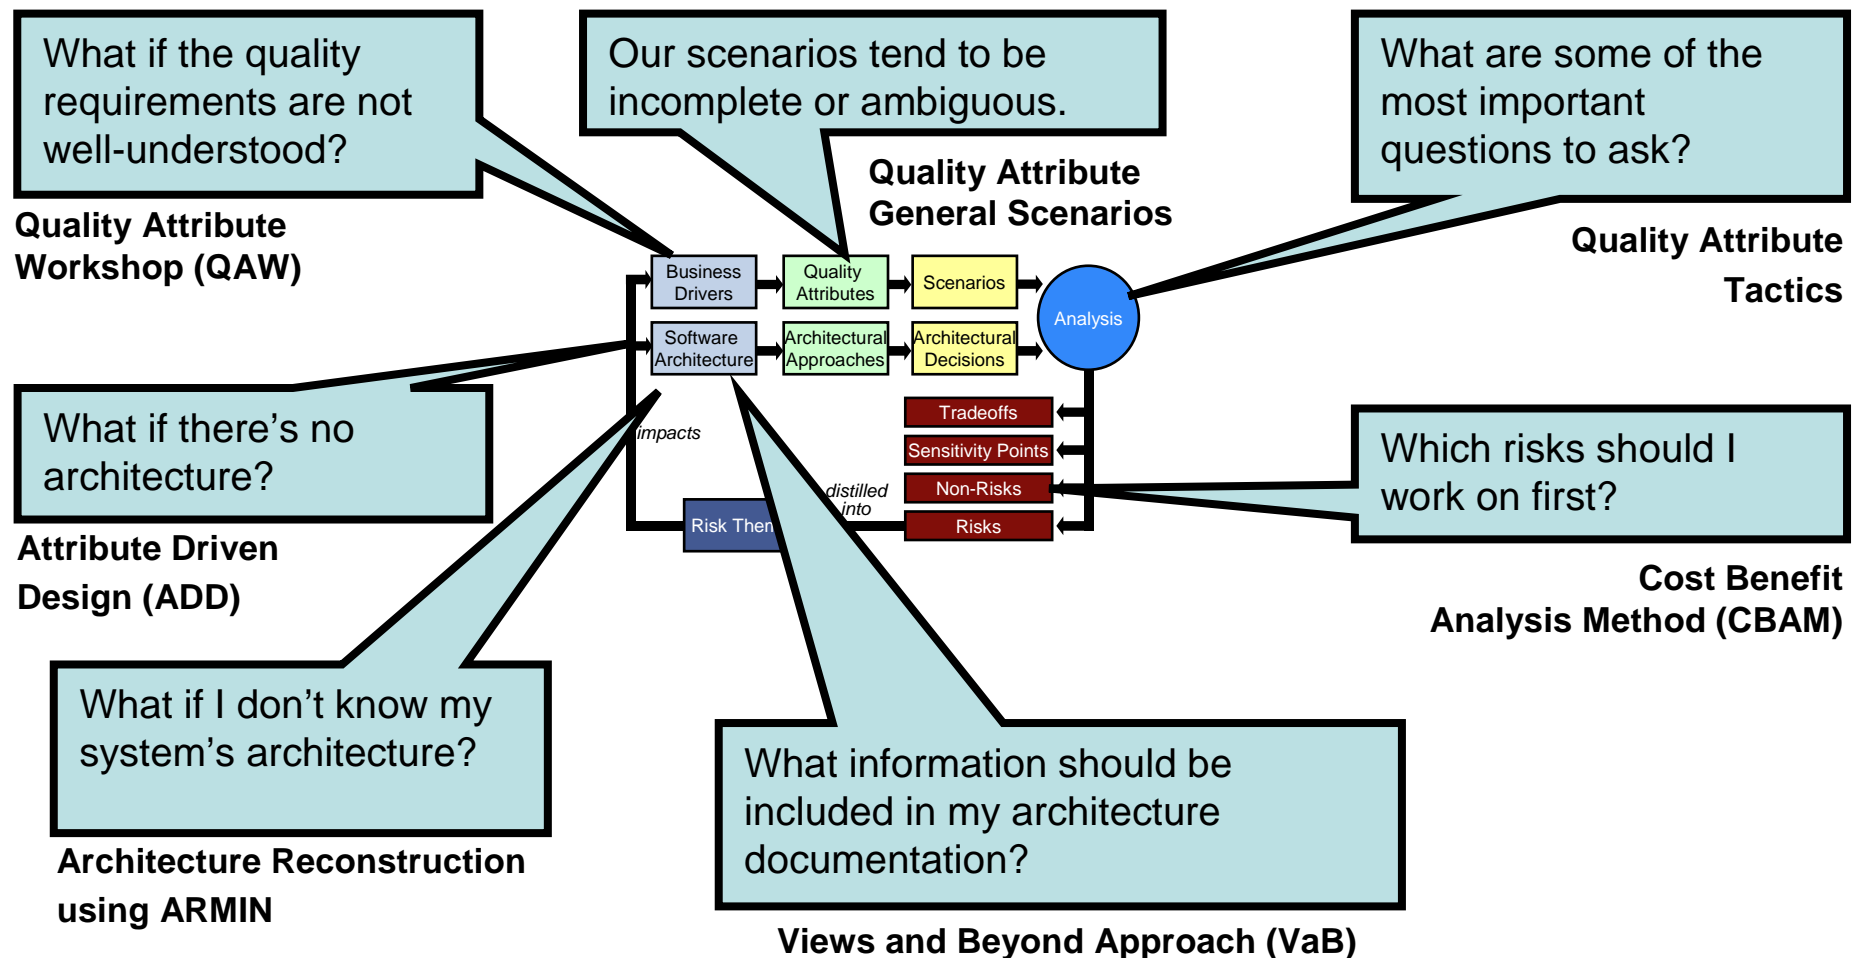 What if the quality
requirements are not
well-understood?
Quality Attribute
Workshop (QAW)
Our scenarios tend to be
incomplete or ambiguous.
Quality Attribute
General Scenarios
What are some of the
most important
questions to ask?
Quality Attribute
Tactics
Business
Drivers
Quality
Attributes
Scenarios
Analysis
Software
Architecture
Architectural
Approaches
Architectural
Decisions
What if there’s no
architecture?
Attribute Driven
Design (ADD)
impacts
Tradeoffs
Sensitivity Points
Non-Risks
Risks
distilled
into
Risk Them
Which risks should I
work on first?
Cost Benefit
Analysis Method (CBAM)
What if I don’t know my
system’s architecture?
Architecture Reconstruction
using ARMIN
What information should be
included in my architecture
documentation?
Views and Beyond Approach (VaB)